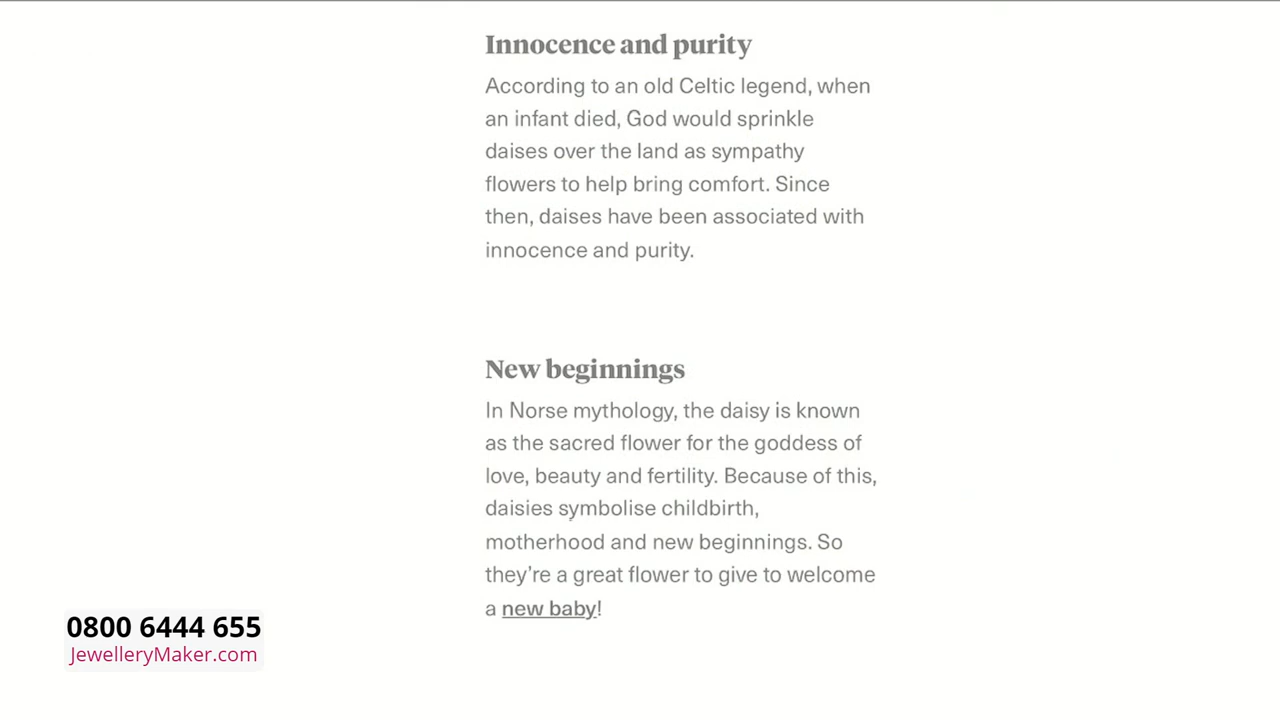 Innocence and purity
According to an old Celtic legend, when
an infant died, God would sprinkle
daises over the land as sympathy
flowers to help bring comfort. Since
then, daises have been associated with
innocence and purity.
New beginnings
In Norse mythology, the daisy is known
as the sacred flower for the goddess of
love, beauty and fertility. Because of this,
daisies symbolise childbirth,
motherhood and new beginnings. So
they're a great flower to give to welcome
a new baby!
0800 6444 655
JewelleryMaker.com